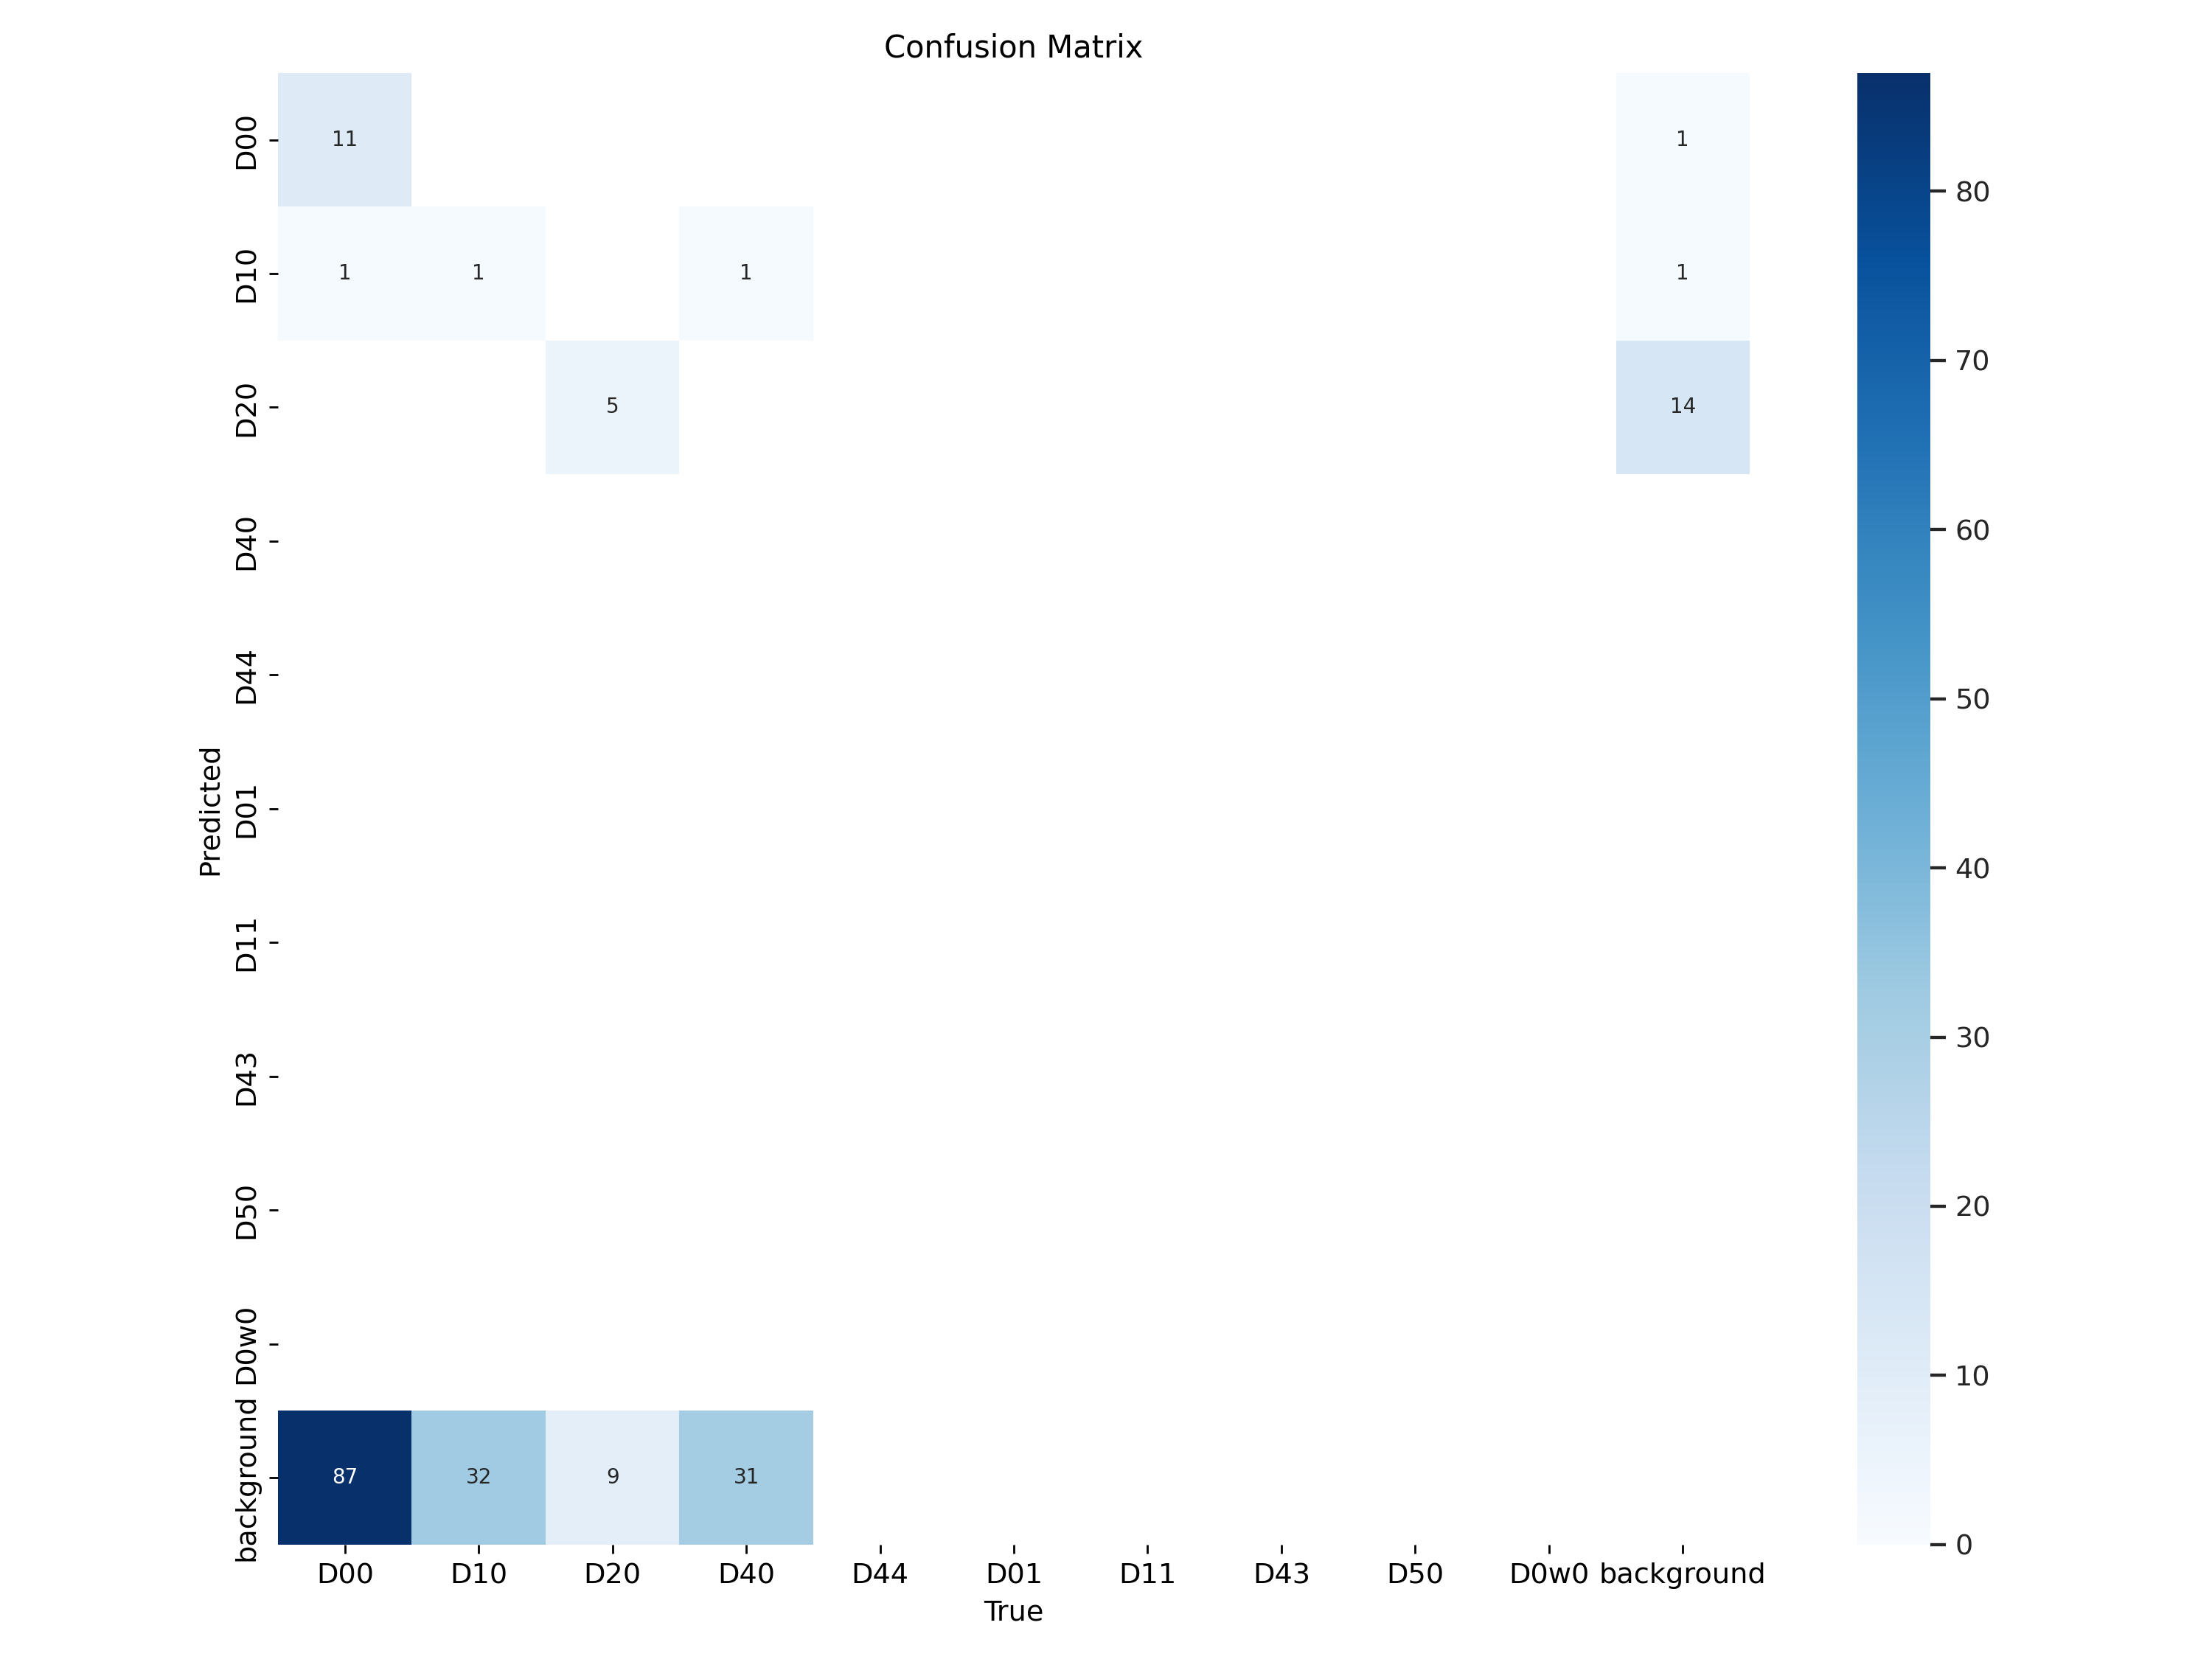 Confusion Matrix
D00
11
1
D10
1
1
1
1
D20
5
14
D40
D44
D01
D11
D43
D50
D0w0
background
87
32
9
31
Predicted
D00 D10 D20 D40 D44 D01 D11 D43 D50 D0w0 background
True
80
70
60
50
40
30
20
10
0